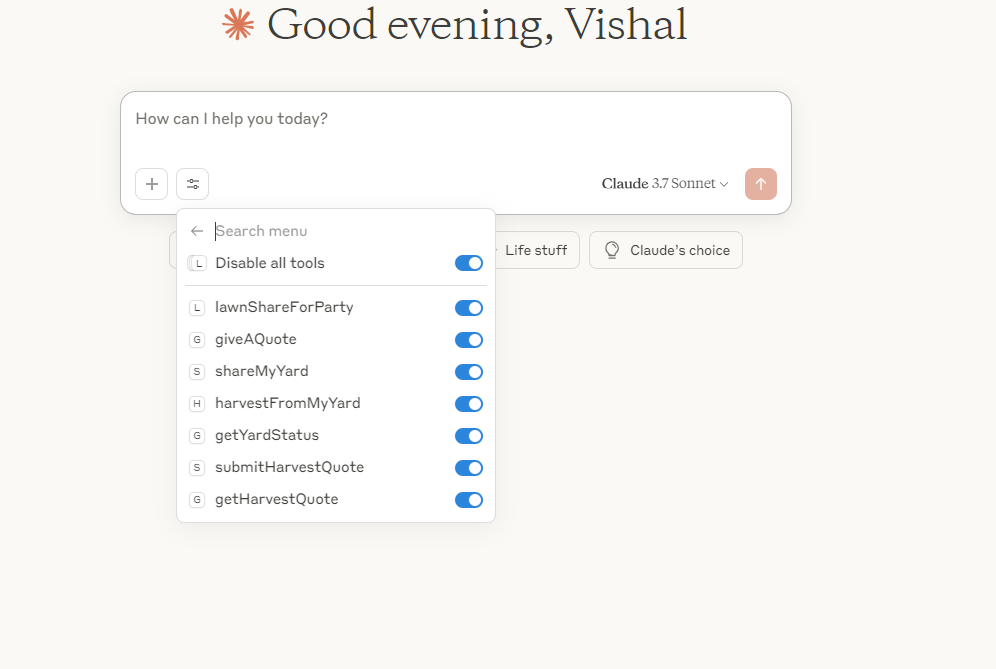 Good evening, Vishal
How can I help you today?
Claude 3.7 Sonnet
Search menu
L Disable all tools
Life stuff
Claude's choice
L lawnShareForParty
G giveAQuote
S shareMyYard
H harvestFromMyYard
G getYardStatus
S submitHarvestQuote
G getHarvestQuote